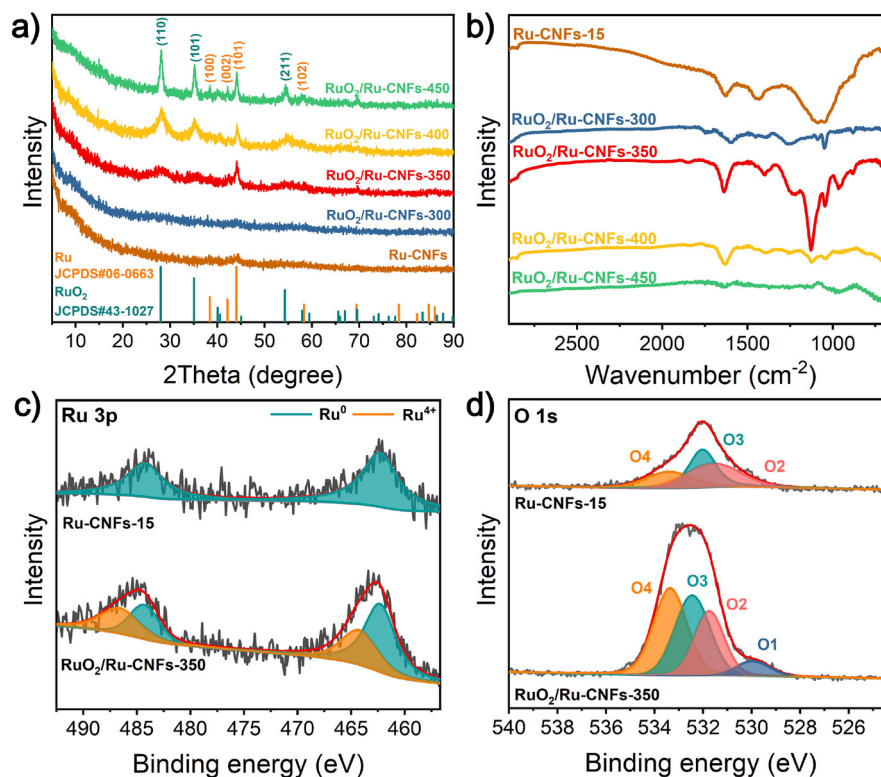 a)
(110)
(101)
(100)
(002)
(101)
(211)
(102)
RuO₂/Ru-CNFs-450
RuO₂/Ru-CNFs-400
RuO₂/Ru-CNFs-350
RuO₂/Ru-CNFs-300
Ru-CNFs
Ru
JCPDS#06-0663
RuO₂
JCPDS#43-1027
Intensity
10 20 30 40 50 60 70 80 90
2Theta (degree)
b)
Ru-CNFs-15
RuO₂/Ru-CNFs-300
RuO₂/Ru-CNFs-350
RuO₂/Ru-CNFs-400
RuO₂/Ru-CNFs-450
Intensity
2500 2000 1500 1000
Wavenumber (cm⁻²)
c)
Ru 3p
Ru⁰ Ru⁴⁺
Ru-CNFs-15
RuO₂/Ru-CNFs-350
Intensity
490 485 480 475 470 465 460
Binding energy (eV)
d)
O 1s
O4
O3
O2
Ru-CNFs-15
O4
O3
O2
O1
RuO₂/Ru-CNFs-350
Intensity
540 538 536 534 532 530 528 526
Binding energy (eV)